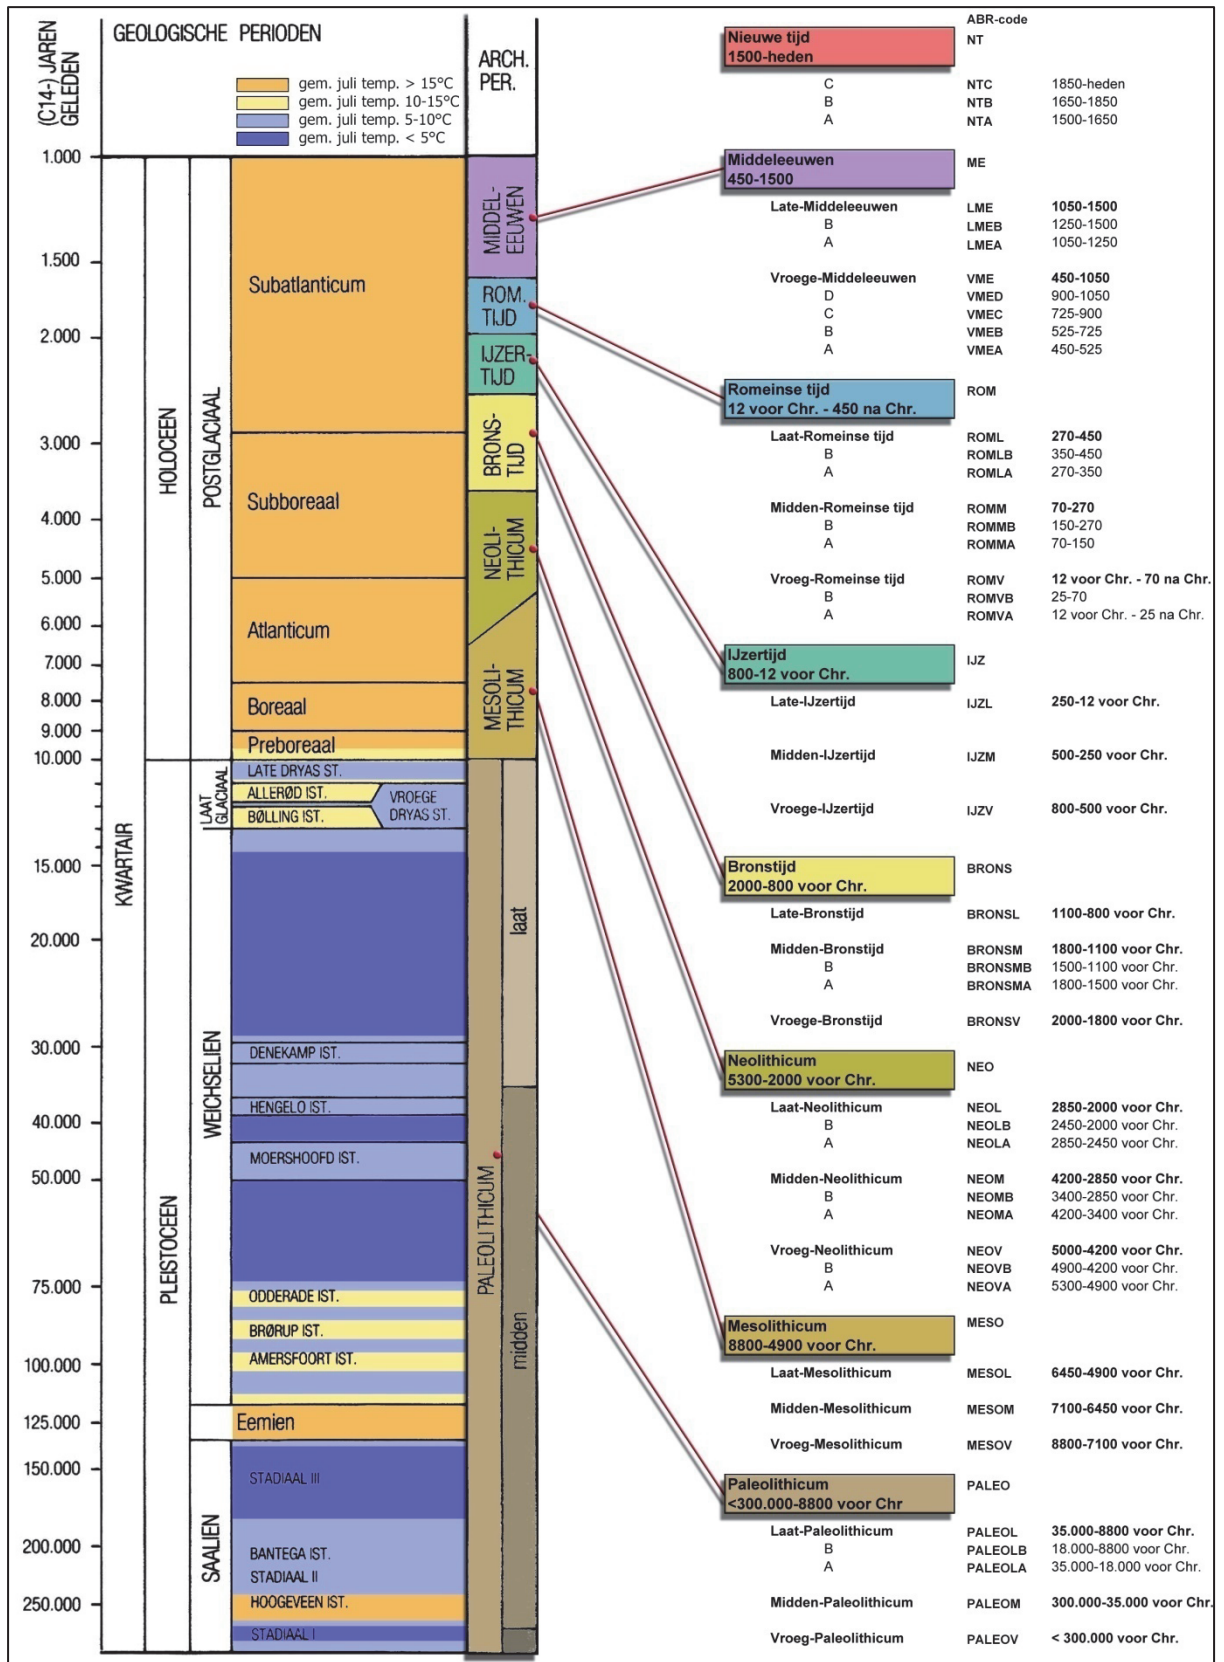 (C14-) JAREN
GELEDEN
GEOLOGISCHE PERIODEN
gem. juli temp. > 15°C
gem. juli temp. 10-15°C
gem. juli temp. 5-10°C
gem. juli temp. < 5°C
ARCH.
PER.
1.000
1.500
2.000
3.000
4.000
5.000
6.000
7.000
8.000
9.000
10.000
15.000
20.000
30.000
40.000
50.000
75.000
100.000
125.000
150.000
200.000
250.000
KWARTAIR
HOLOCEEN
PLEISTOCEEN
POSTGLACIAAL
LAAT
GLACIAAL
WEICHSELIEN
SAALIEN
Subatlanticum
Subboreaal
Atlanticum
Boreaal
Preboreaal
LATE DRYAS ST.
ALLERØD IST.
VROEGE
DRYAS ST.
BØLLING IST.
DENEKAMP IST.
HENGELO IST.
MOERSHOOFD IST.
ODDERADE IST.
BRØRUP IST.
AMERSFOORT IST.
Eemien
STADIAAL III
BANTEGA IST.
STADIAAL II
HOOGEVEEN IST.
STADIAAL I
MIDDEL-
EEUWEN
ROM.
TIJD
IJZER-
TIJD
BRONS-
TIJD
NEOLI-
THICUM
MESOLI-
THICUM
PALEOLITHICUM
laat
midden
ABR-code
Nieuwe tijd
1500-heden
NT
C NTC 1850-heden
B NTB 1650-1850
A NTA 1500-1650
Middeleeuwen
450-1500
ME
Late-Middeleeuwen LME 1050-1500
B LMEB 1250-1500
A LMEA 1050-1250
Vroege-Middeleeuwen VME 450-1050
D VMED 900-1050
C VMEC 725-900
B VMEB 525-725
A VMEA 450-525
Romeinse tijd
12 voor Chr. - 450 na Chr.
ROM
Laat-Romeinse tijd ROML 270-450
B ROMLB 350-450
A ROMLA 270-350
Midden-Romeinse tijd ROMM 70-270
B ROMMB 150-270
A ROMMA 70-150
Vroeg-Romeinse tijd ROMV 12 voor Chr. - 70 na Chr.
B ROMVB 25-70
A ROMVA 12 voor Chr. - 25 na Chr.
IJzertijd
800-12 voor Chr.
IJZ
Late-IJzertijd IJZL 250-12 voor Chr.
Midden-IJzertijd IJZM 500-250 voor Chr.
Vroege-IJzertijd IJZV 800-500 voor Chr.
Bronstijd
2000-800 voor Chr.
BRONS
Late-Bronstijd BRONSL 1100-800 voor Chr.
Midden-Bronstijd BRONSM 1800-1100 voor Chr.
B BRONSMB 1500-1100 voor Chr.
A BRONSMA 1800-1500 voor Chr.
Vroege-Bronstijd BRONSV 2000-1800 voor Chr.
Neolithicum
5300-2000 voor Chr.
NEO
Laat-Neolithicum NEOL 2850-2000 voor Chr.
B NEOLB 2450-2000 voor Chr.
A NEOLA 2850-2450 voor Chr.
Midden-Neolithicum NEOM 4200-2850 voor Chr.
B NEOMB 3400-2850 voor Chr.
A NEOMA 4200-3400 voor Chr.
Vroeg-Neolithicum NEOV 5000-4200 voor Chr.
B NEOVB 4900-4200 voor Chr.
A NEOVA 5300-4900 voor Chr.
Mesolithicum
8800-4900 voor Chr.
MESO
Laat-Mesolithicum MESOL 6450-4900 voor Chr.
Midden-Mesolithicum MESOM 7100-6450 voor Chr.
Vroeg-Mesolithicum MESOV 8800-7100 voor Chr.
Paleolithicum
<300.000-8800 voor Chr
PALEO
Laat-Paleolithicum PALEOL 35.000-8800 voor Chr.
B PALEOLB 18.000-8800 voor Chr.
A PALEOLA 35.000-18.000 voor Chr.
Midden-Paleolithicum PALEOM 300.000-35.000 voor Chr.
Vroeg-Paleolithicum PALEOV < 300.000 voor Chr.